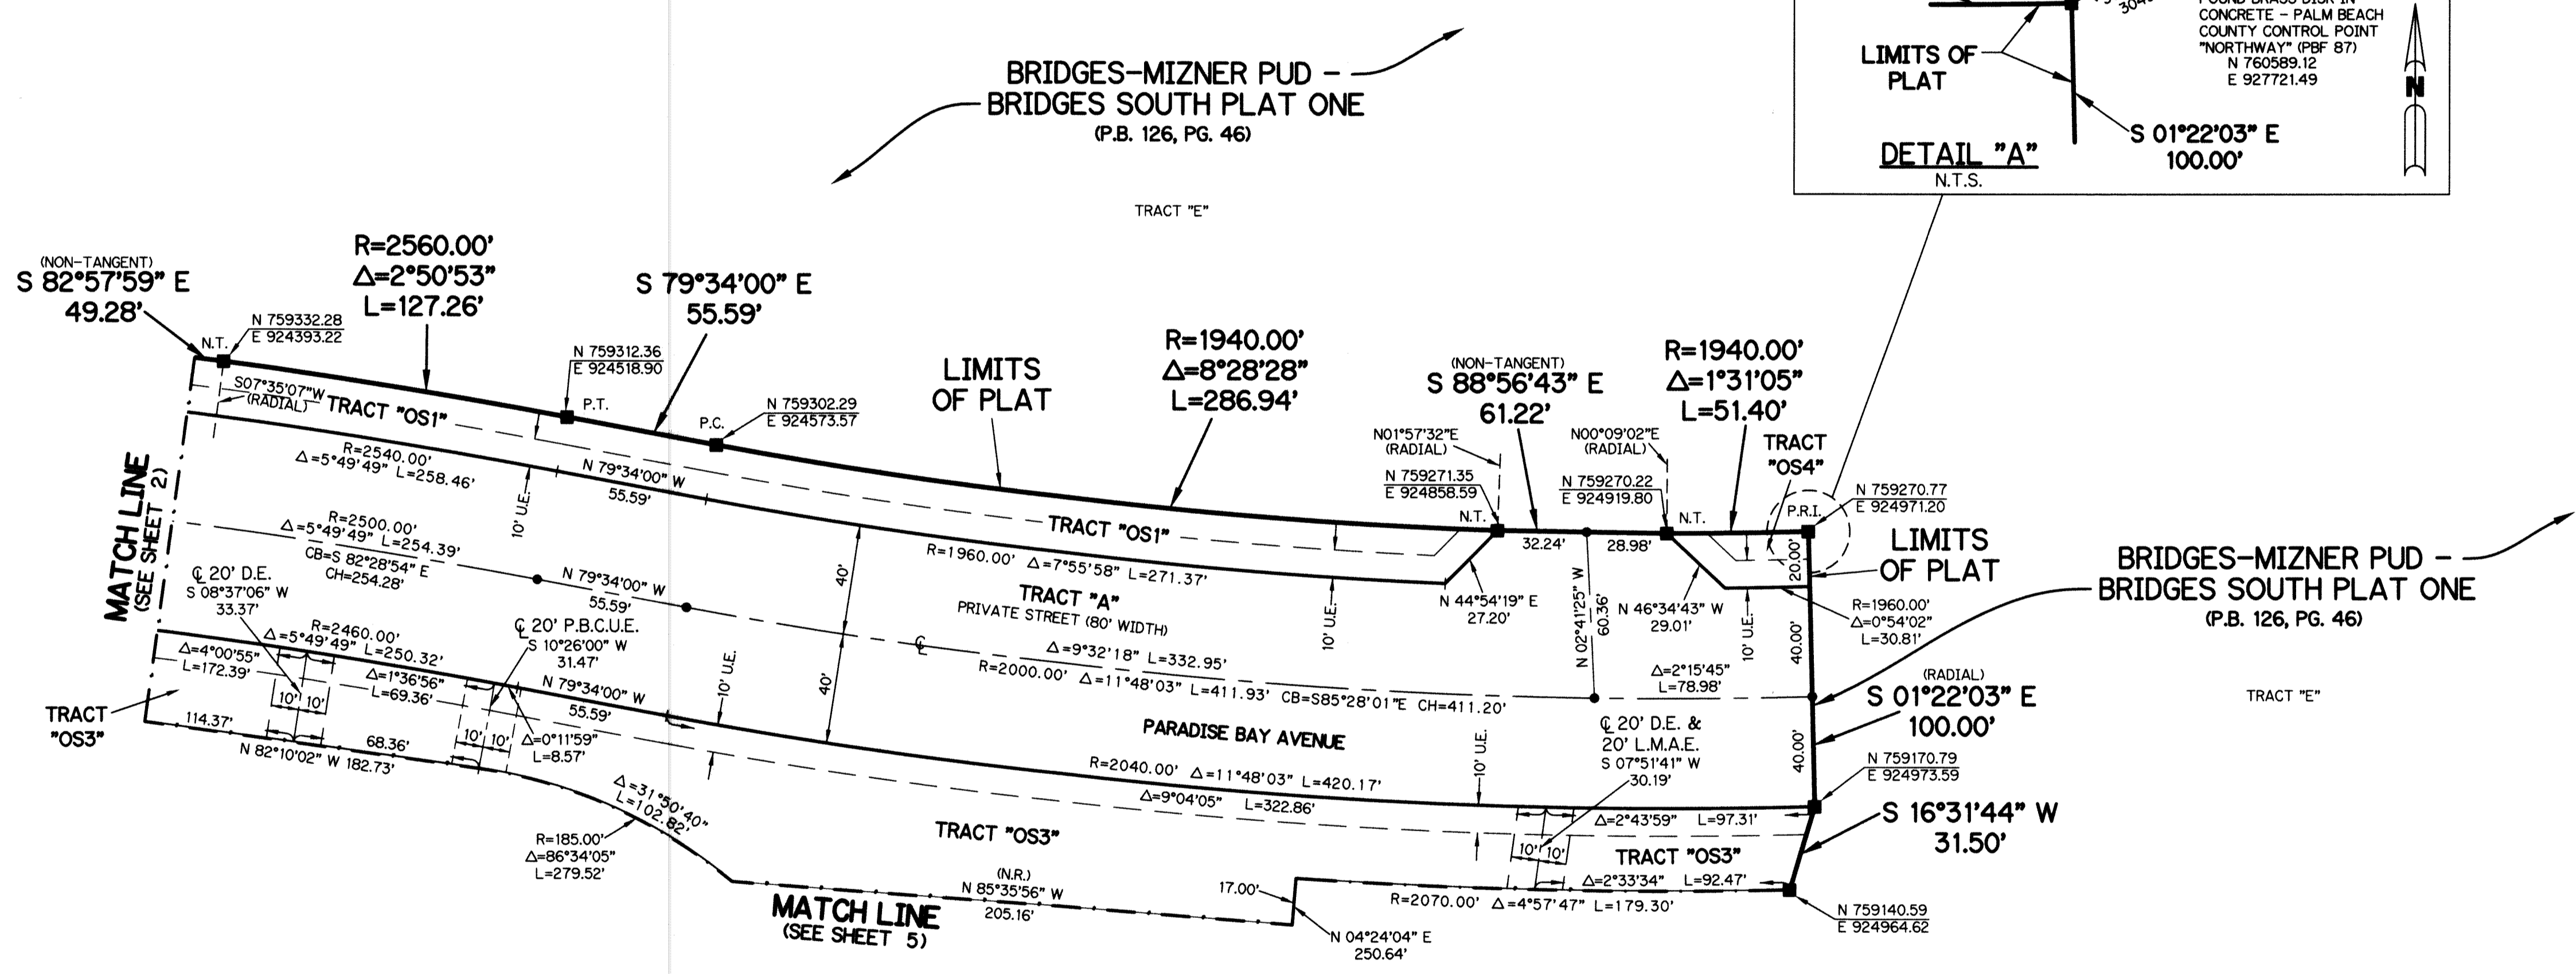 BRIDGES-MIZNER PUD -
BRIDGES SOUTH PLAT ONE
(P.B. 126, PG. 46)
TRACT "E"
CONCRETE - PALM BEACH
COUNTY CONTROL POINT
"NORTHWAY" (PBF 87)
N 760589.12
E 927721.49
LIMITS OF
PLAT
N
S 01°22'03" E
100.00'
DETAIL "A"
N.T.S.
(NON-TANGENT)
S 82°57'59" E
49.28'
R=2560.00'
Δ=2°50'53"
L=127.26'
S 79°34'00" E
55.59'
N.T.
N 759332.28
E 924393.22
N 759312.36
E 924518.90
P.T.
P.C.
N 759302.29
E 924573.57
LIMITS
OF PLAT
R=1940.00'
Δ=8°28'28"
L=286.94'
(NON-TANGENT)
S 88°56'43" E
61.22'
R=1940.00'
Δ=1°31'05"
L=51.40'
N01°57'32"E
(RADIAL)
N 759271.35
E 924858.59
N.T.
N00°09'02"E
(RADIAL)
N 759270.22
E 924919.80
N.T.
TRACT
"OS4"
P.R.I.
N 759270.77
E 924971.20
LIMITS
OF PLAT
BRIDGES-MIZNER PUD -
BRIDGES SOUTH PLAT ONE
(P.B. 126, PG. 46)
TRACT "E"
S07°35'07"W
(RADIAL)
TRACT "OS1"
R=2540.00'
Δ=5°49'49" L=258.46'
N 79°34'00" W
55.59'
10' U.E.
TRACT "OS1"
R=1960.00' Δ=7°55'58" L=271.37'
32.24'
28.98'
20.00'
N 44°54'19" E
27.20'
N 02°41'25" W
60.36'
N 46°34'43" W
29.01'
10' U.E.
10' U.E.
R=1960.00'
Δ=0°54'02"
L=30.81'
40.00'
MATCH LINE
(SEE SHEET 2)
R=2500.00'
Δ=5°49'49" L=254.39'
CB=S 82°28'54" E
CH=254.28'
N 79°34'00" W
55.59'
40'
40'
TRACT "A"
PRIVATE STREET (80' WIDTH)
℄
Δ=9°32'18" L=332.95'
R=2000.00' Δ=11°48'03" L=411.93' CB=S85°28'01"E CH=411.20'
Δ=2°15'45"
L=78.98'
(RADIAL)
S 01°22'03" E
100.00'
40.00'
℄ 20' D.E.
S 08°37'06" W
33.37'
R=2460.00'
Δ=5°49'49" L=250.32'
℄ 20' P.B.C.U.E.
S 10°26'00" W
31.47'
Δ=4°00'55"
L=172.39'
Δ=1°36'56"
L=69.36'
N 79°34'00" W
55.59'
10' U.E.
10' 10'
10' 10'
Δ=0°11'59"
L=8.57'
TRACT
"OS3"
114.37'
68.36'
N 82°10'02" W 182.73'
PARADISE BAY AVENUE
R=2040.00' Δ=11°48'03" L=420.17'
Δ=9°04'05" L=322.86'
10' U.E.
℄ 20' D.E. &
20' L.M.A.E.
S 07°51'41" W
30.19'
N 759170.79
E 924973.59
S 16°31'44" W
31.50'
Δ=2°43'59" L=97.31'
10' 10'
TRACT "OS3"
Δ=2°33'34" L=92.47'
R=2070.00' Δ=4°57'47" L=179.30'
N 759140.59
E 924964.62
Δ=31°50'40"
L=102.82'
R=185.00'
Δ=86°34'05"
L=279.52'
TRACT "OS3"
(N.R.)
N 85°35'56" W
205.16'
17.00'
N 04°24'04" E
250.64'
MATCH LINE
(SEE SHEET 5)